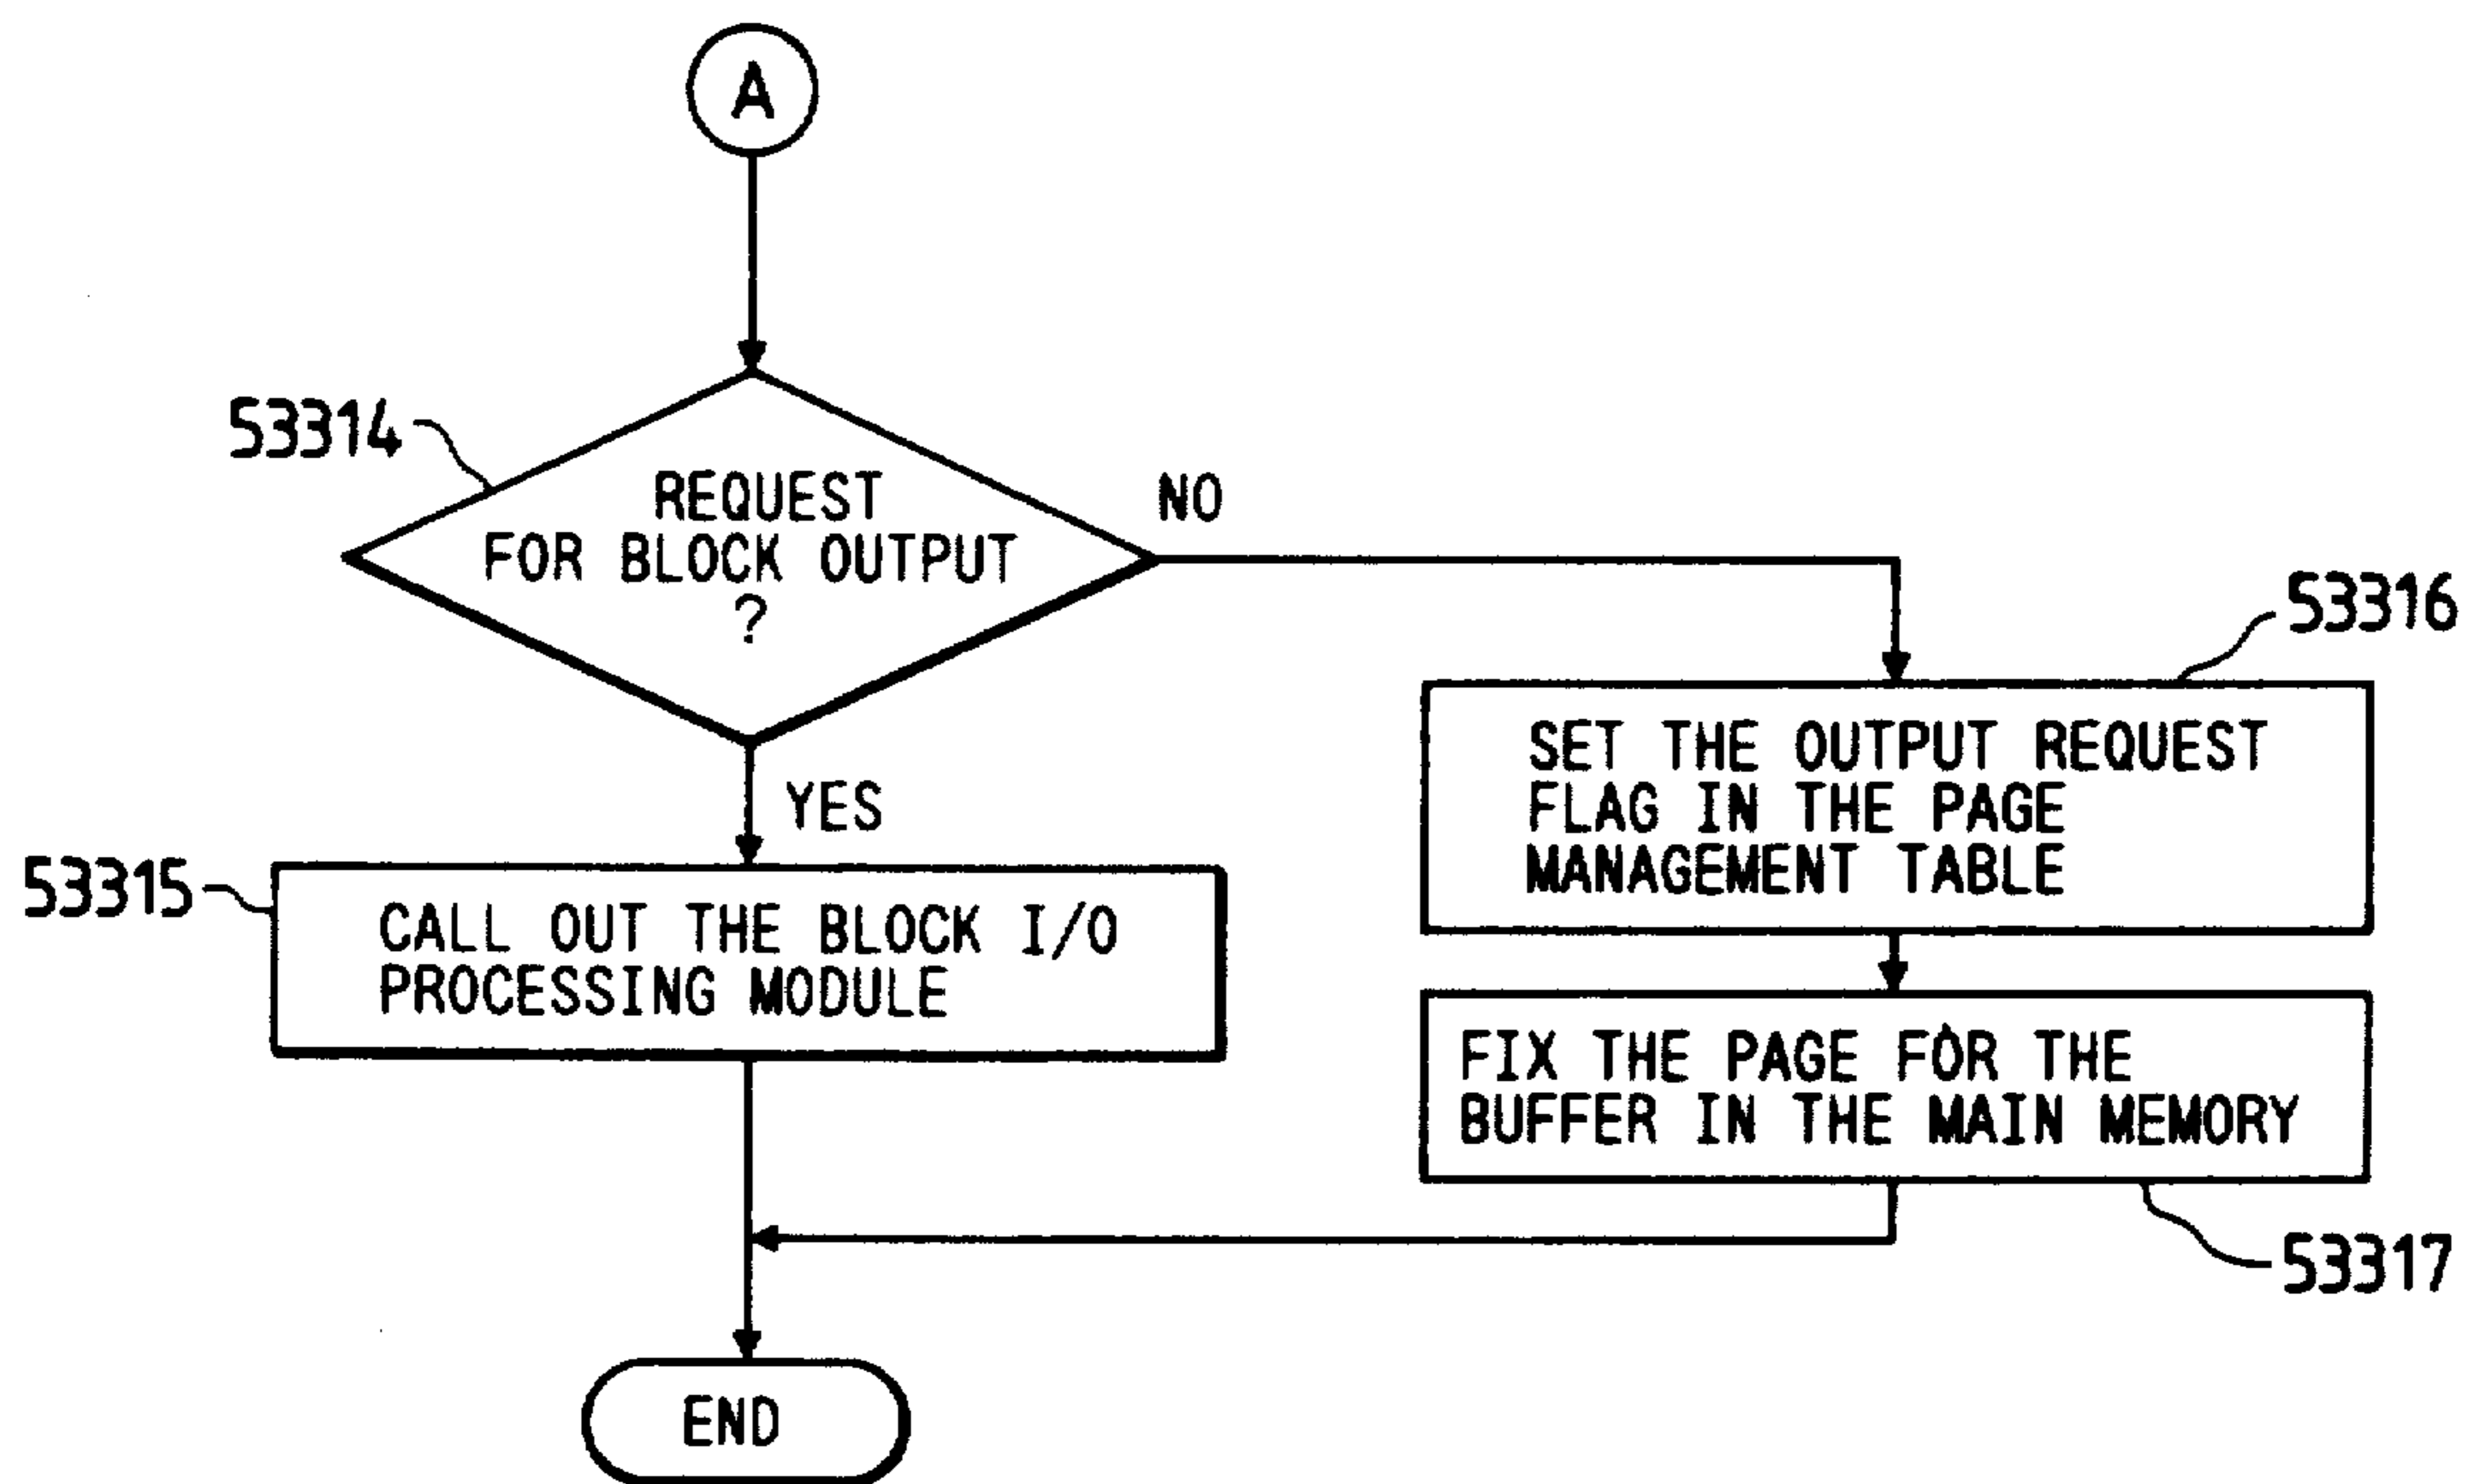 A
53314
REQUEST
FOR BLOCK OUTPUT
?
NO
YES
53316
SET THE OUTPUT REQUEST
FLAG IN THE PAGE
MANAGEMENT TABLE
53315
CALL OUT THE BLOCK I/O
PROCESSING MODULE
FIX THE PAGE FOR THE
BUFFER IN THE MAIN MEMORY
53317
END